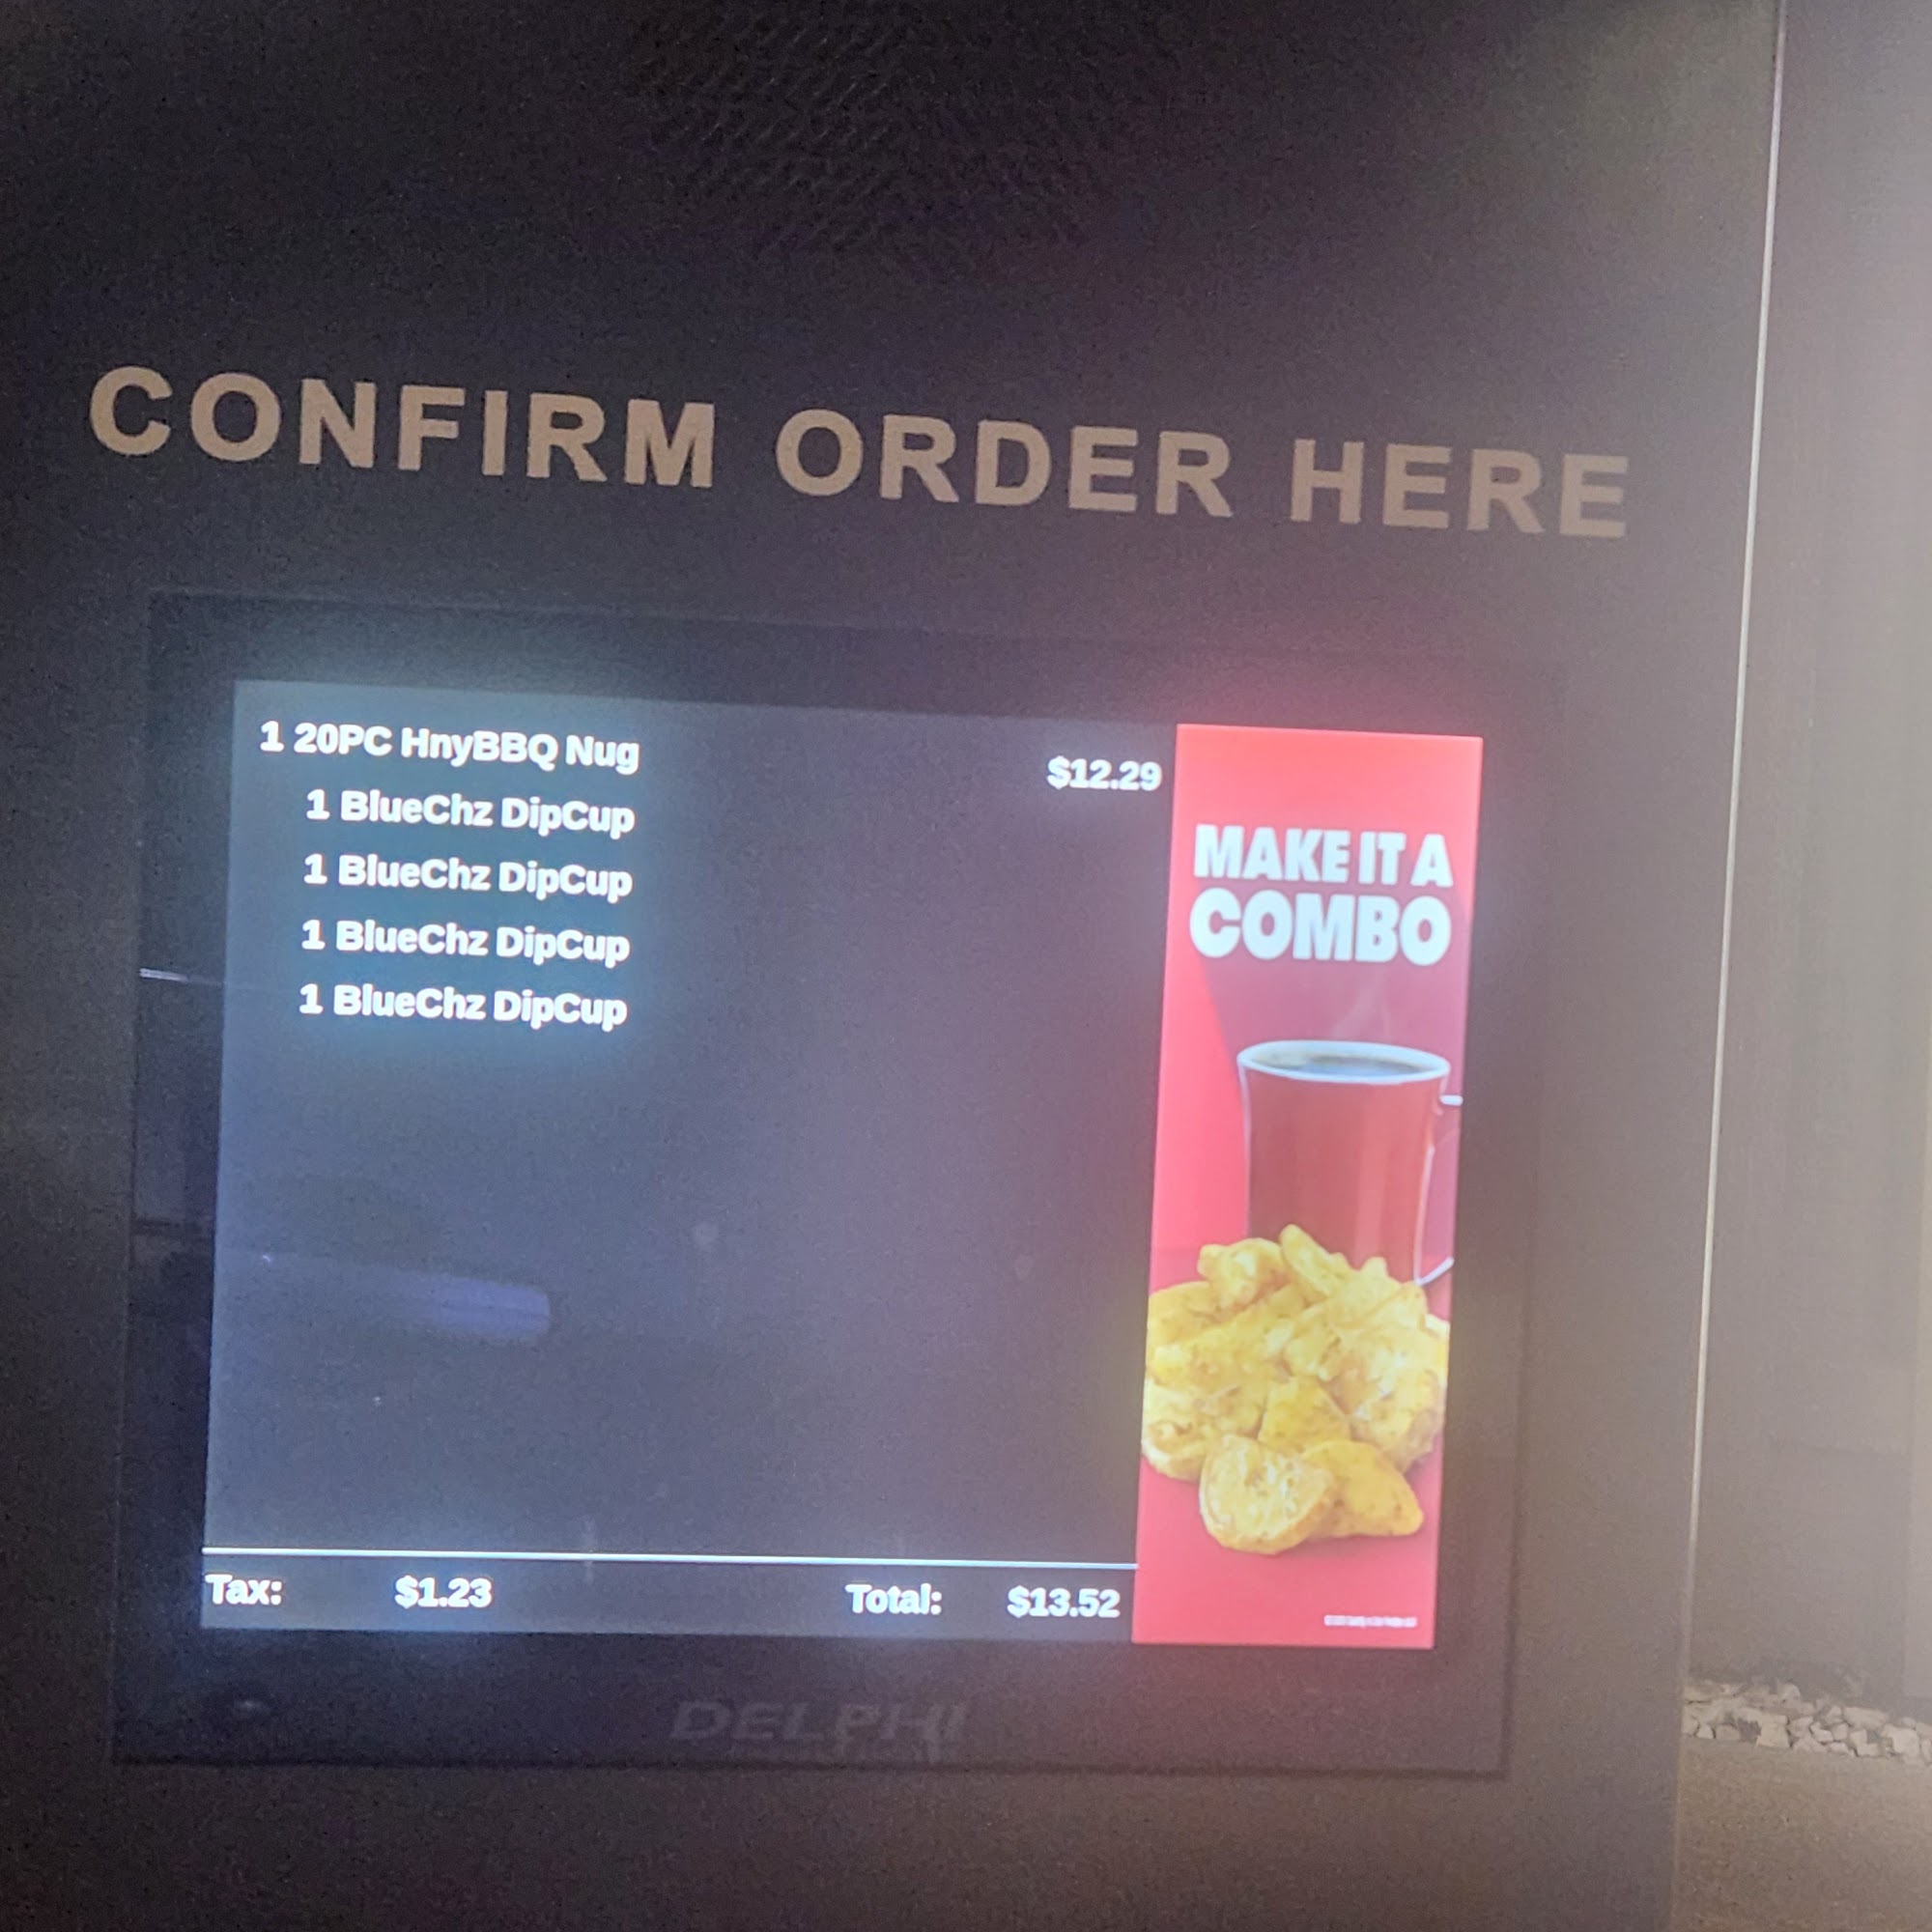 CONFIRM ORDER HERE
1 20PC HnyBBQ Nug $12.29
1 BlueChz DipCup
1 BlueChz DipCup
1 BlueChz DipCup
1 BlueChz DipCup
MAKE IT A
COMBO
Tax: $1.23 Total: $13.52
DELPHI